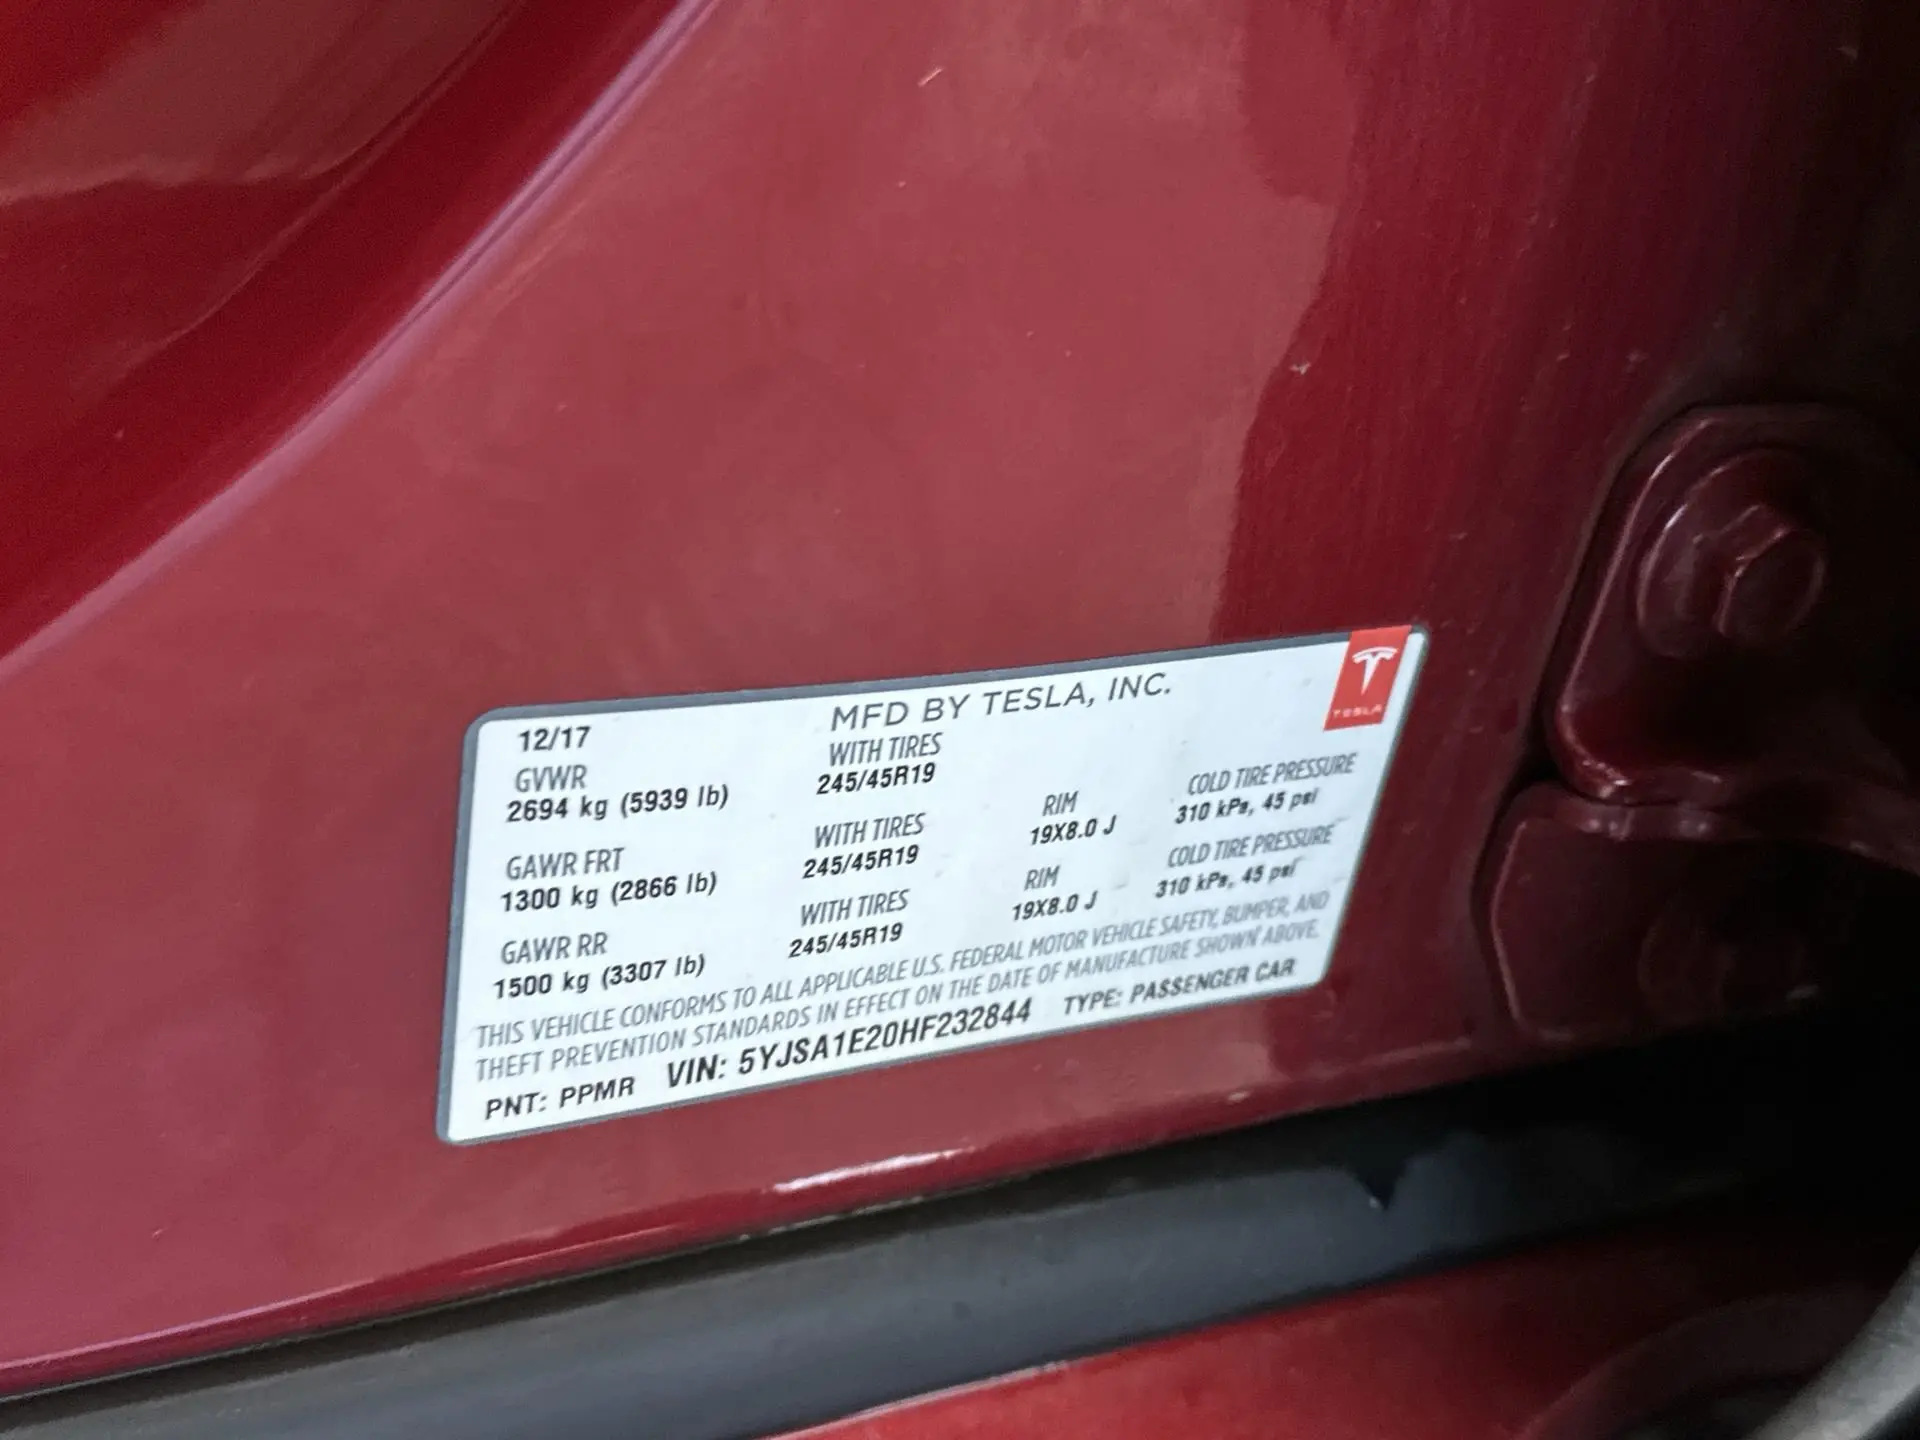 MFD BY TESLA, INC.
TESLA
12/17
GVWR
2694 kg (5939 lb)
WITH TIRES
245/45R19
GAWR FRT
1300 kg (2866 lb)
WITH TIRES
245/45R19
RIM
19X8.0 J
COLD TIRE PRESSURE
310 kPa, 45 psi
GAWR RR
1500 kg (3307 lb)
WITH TIRES
245/45R19
RIM
19X8.0 J
COLD TIRE PRESSURE
310 kPa, 45 psi
THIS VEHICLE CONFORMS TO ALL APPLICABLE U.S. FEDERAL MOTOR VEHICLE SAFETY, BUMPER, AND
THEFT PREVENTION STANDARDS IN EFFECT ON THE DATE OF MANUFACTURE SHOWN ABOVE.
PNT: PPMR VIN: 5YJSA1E20HF232844 TYPE: PASSENGER CAR